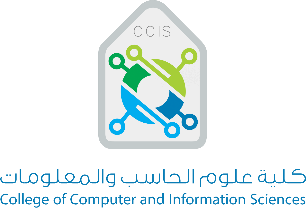 CCIS
كلية علوم الحاسب والمعلومات
College of Computer and Information Sciences